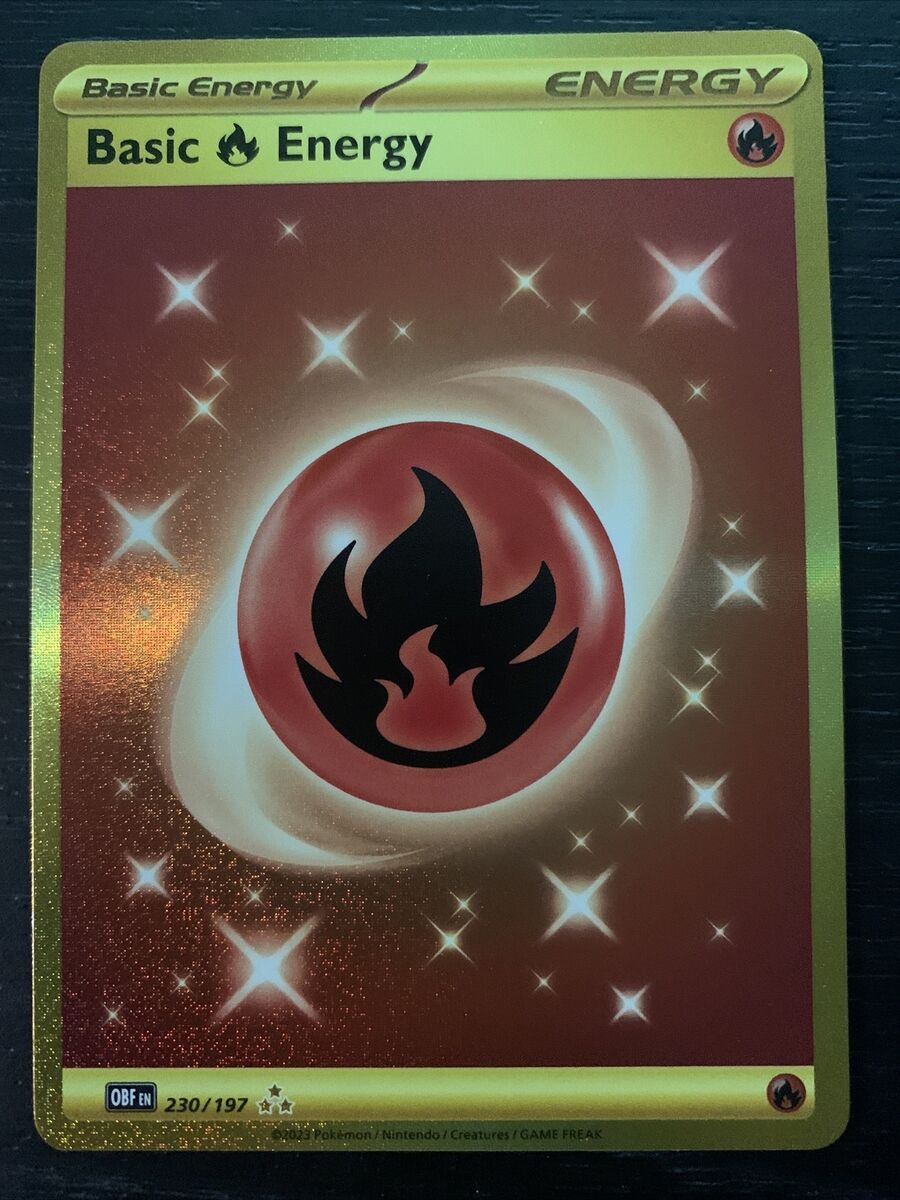 Basic Energy ENERGY
Basic Energy
OBF EN 230/197
©2023 Pokémon / Nintendo / Creatures / GAME FREAK